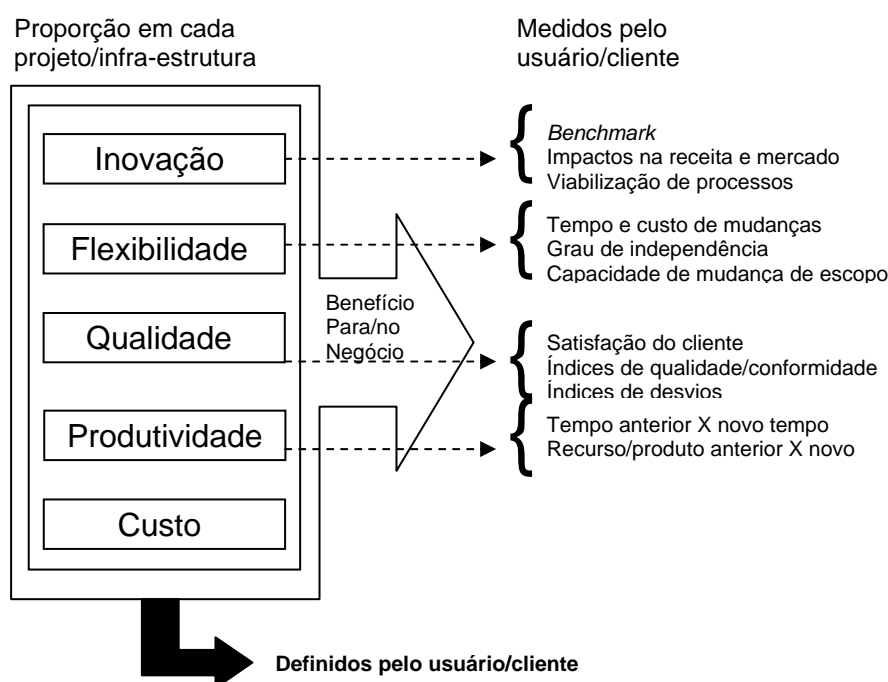 Proporção em cada
projeto/infra-estrutura
Medidos pelo
usuário/cliente
Inovação
Benchmark
Impactos na receita e mercado
Viabilização de processos
Flexibilidade
Tempo e custo de mudanças
Grau de independência
Capacidade de mudança de escopo
Benefício
Para/no
Negócio
Qualidade
Satisfação do cliente
Índices de qualidade/conformidade
Índices de desvios
Produtividade
Tempo anterior X novo tempo
Recurso/produto anterior X novo
Custo
Definidos pelo usuário/cliente